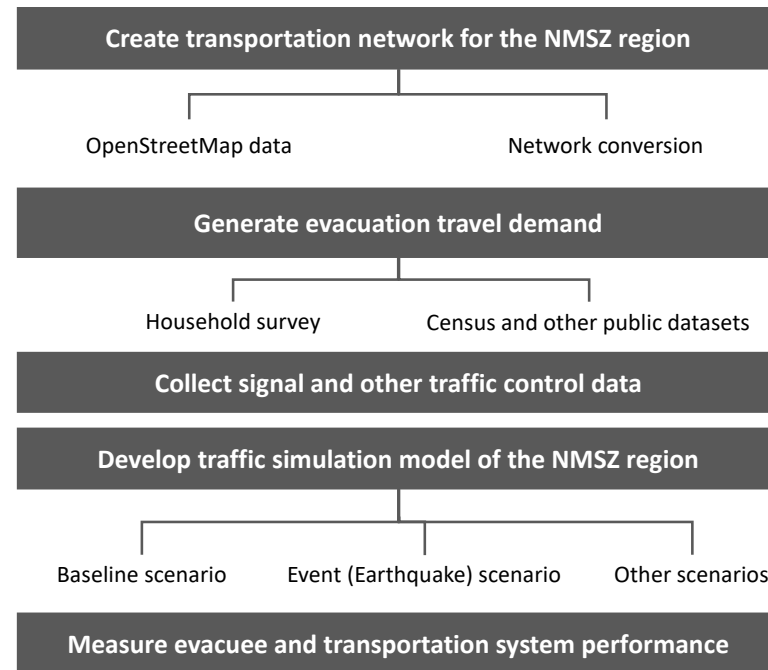 Create transportation network for the NMSZ region
OpenStreetMap data
Network conversion
Generate evacuation travel demand
Household survey
Census and other public datasets
Collect signal and other traffic control data
Develop traffic simulation model of the NMSZ region
Baseline scenario
Event (Earthquake) scenario
Other scenarios
Measure evacuee and transportation system performance